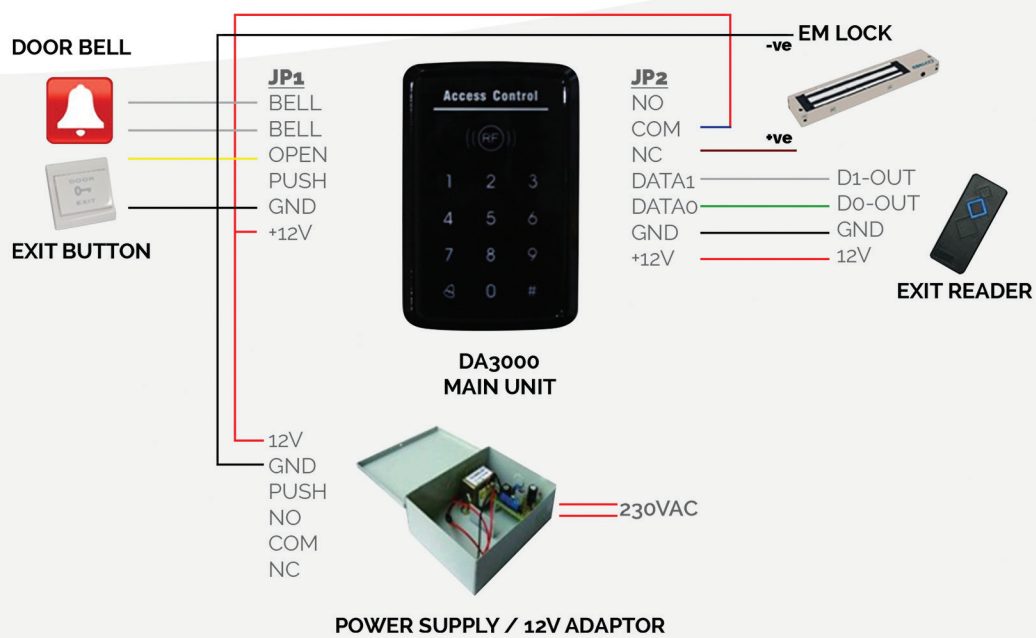 DOOR BELL
EXIT BUTTON
JP1
BELL
BELL
OPEN
PUSH
GND
+12V
Access Control
RF
1 2 3
4 5 6
7 8 9
0 #
DA3000
MAIN UNIT
JP2
NO
COM
NC
DATA1
DATA0
GND
+12V
-ve EM LOCK
+ve
D1-OUT
D0-OUT
GND
12V
EXIT READER
DOOR
EXIT
12V
GND
PUSH
NO
COM
NC
230VAC
POWER SUPPLY / 12V ADAPTOR